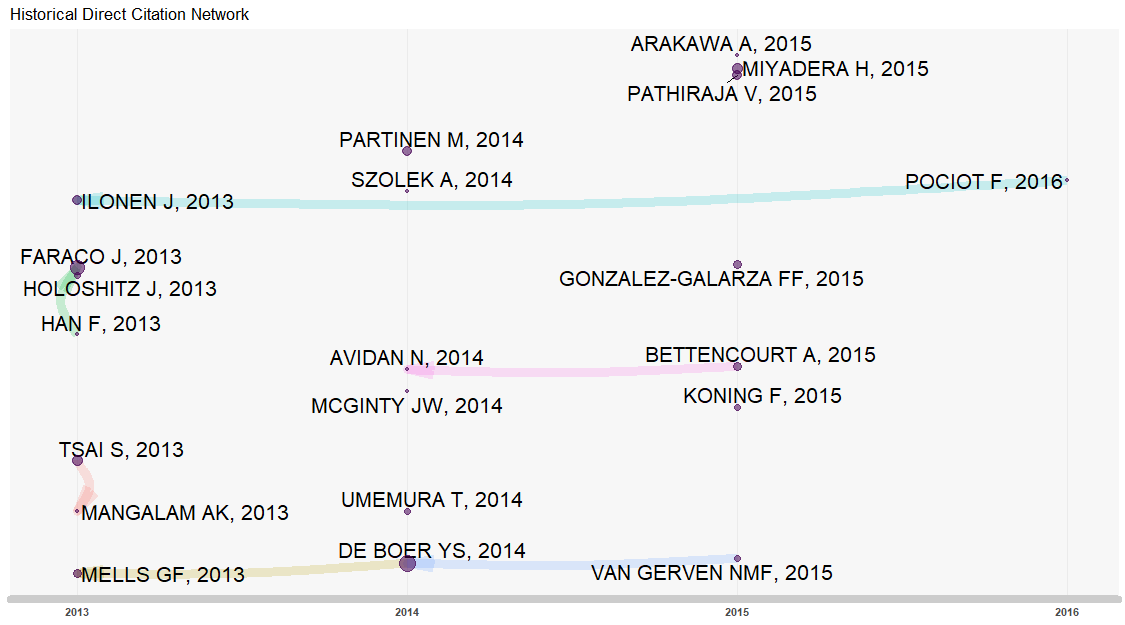 Historical Direct Citation Network
ARAKAWA A, 2015
MIYADERA H, 2015
PATHIRAJA V, 2015
PARTINEN M, 2014
SZOLEK A, 2014
POCIOT F, 2016
ILONEN J, 2013
FARACO J, 2013
GONZALEZ-GALARZA FF, 2015
HOLOSHITZ J, 2013
HAN F, 2013
AVIDAN N, 2014
BETTENCOURT A, 2015
KONING F, 2015
MCGINTY JW, 2014
TSAI S, 2013
UMEMURA T, 2014
MANGALAM AK, 2013
DE BOER YS, 2014
MELLS GF, 2013
VAN GERVEN NMF, 2015
2013 2014 2015 2016